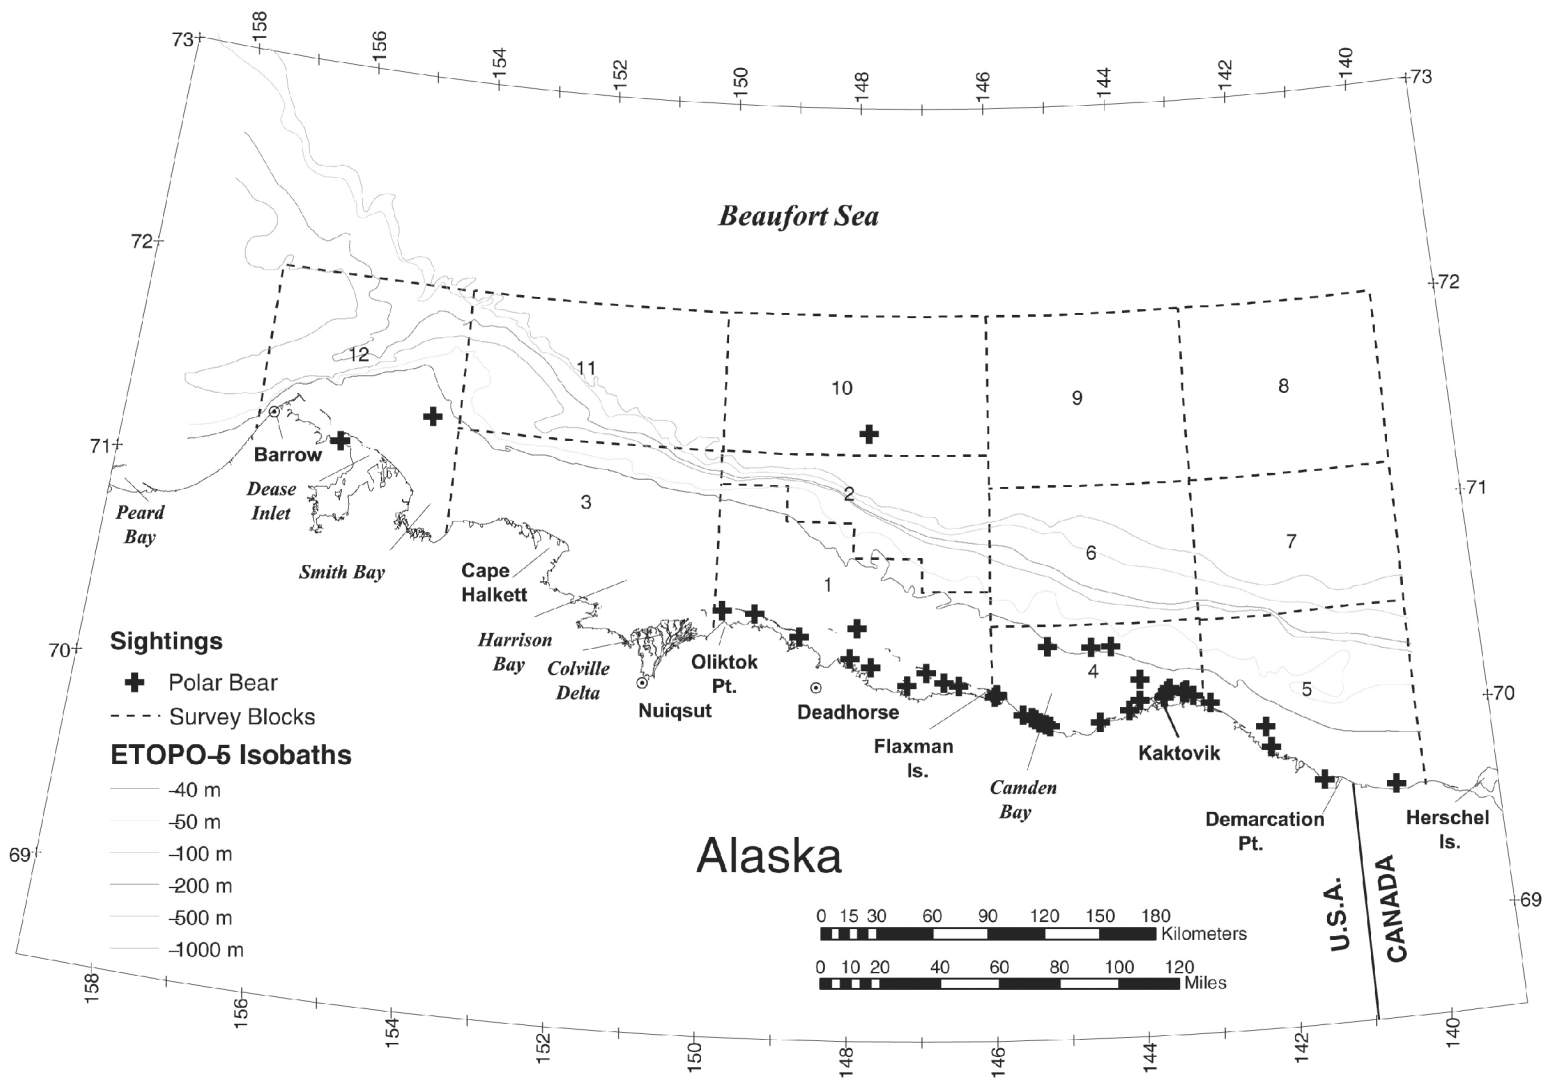 158
156
154
152
150
148
146
144
142
140
73
73
Beaufort Sea
72
72
12
11
10
9
8
71
71
Barrow
Dease
Inlet
Peard
Bay
Smith Bay
3
2
6
7
1
Cape
Halkett
Harrison
Bay
Colville
Delta
Nuiqsut
Oliktok
Pt.
Deadhorse
Flaxman
Is.
4
5
70
70
Kaktovik
Camden
Bay
Demarcation
Pt.
Herschel
Is.
Sightings
Polar Bear
Survey Blocks
ETOPO-5 Isobaths
-40 m
-50 m
-100 m
-200 m
-500 m
-1000 m
Alaska
69
69
U.S.A.
CANADA
0 15 30 60 90 120 150 180
Kilometers
0 10 20 40 60 80 100 120
Miles
158
156
154
152
150
148
146
144
142
140